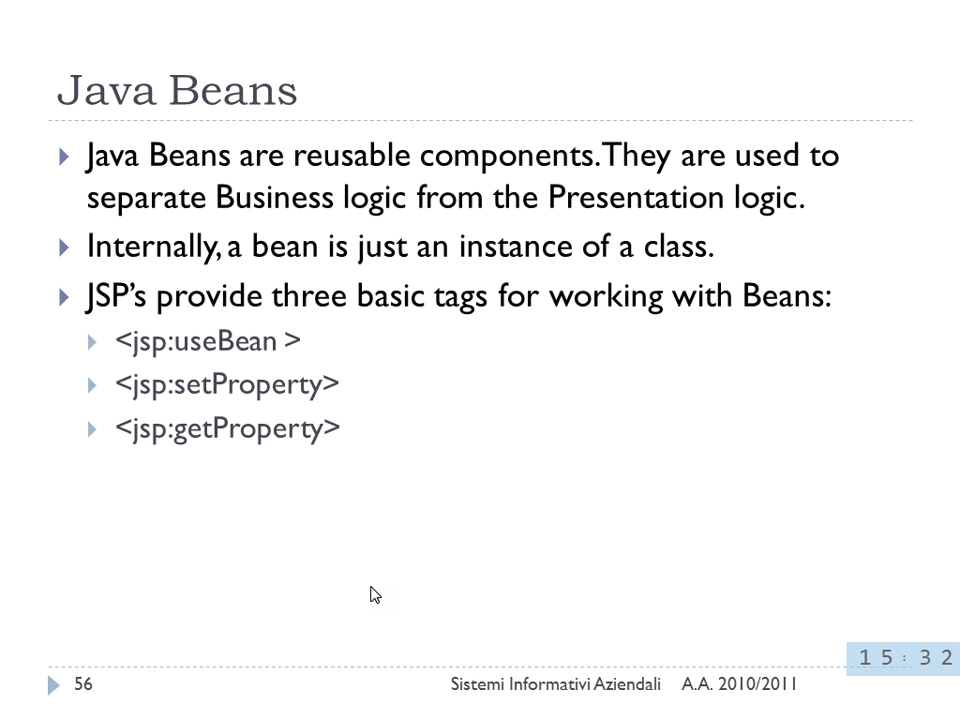 Java Beans
Java Beans are reusable components. They are used to
separate Business logic from the Presentation logic.
Internally, a bean is just an instance of a class.
JSP’s provide three basic tags for working with Beans:
<jsp:useBean >
<jsp:setProperty>
<jsp:getProperty>
15:32
56 Sistemi Informativi Aziendali A.A. 2010/2011